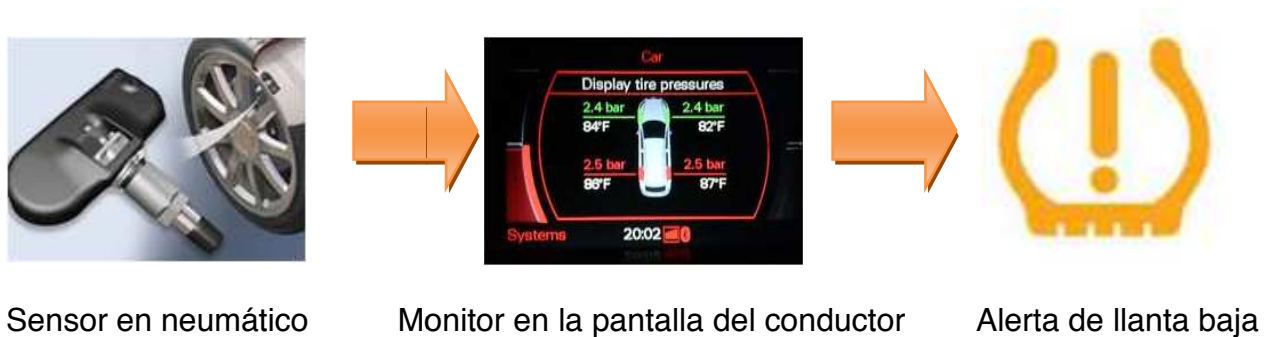 Car
Display tire pressures
2.4 bar 2.4 bar
84°F 82°F
2.5 bar 2.5 bar
86°F 87°F
Systems 20:02
Sensor en neumático Monitor en la pantalla del conductor Alerta de llanta baja